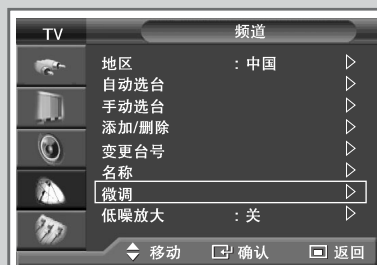 TV 频道
地区 : 中国
自动选台
手动选台
添加/删除
变更台号
名称
微调
低噪放大 : 关
移动 确认 返回